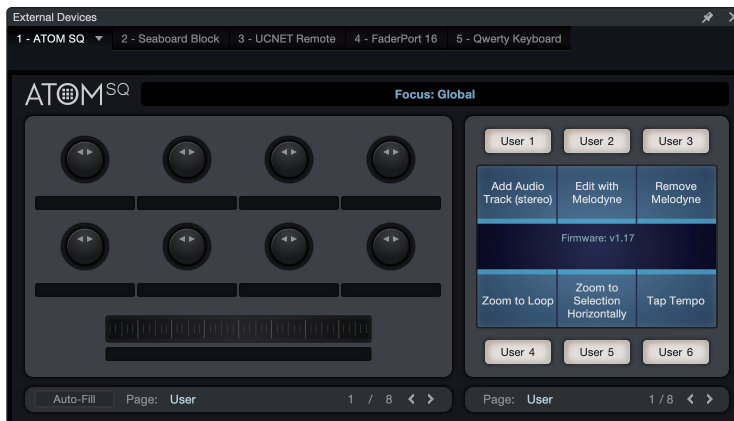 External Devices
1 - ATOM SQ 2 - Seaboard Block 3 - UCNET Remote 4 - FaderPort 16 5 - Qwerty Keyboard
ATOM SQ
Focus: Global
User 1 User 2 User 3
Add Audio Track (stereo)
Edit with Melodyne
Remove Melodyne
Firmware: v1.17
Zoom to Loop
Zoom to Selection Horizontally
Tap Tempo
User 4 User 5 User 6
Auto-Fill Page: User 1 / 8
Page: User 1 / 8